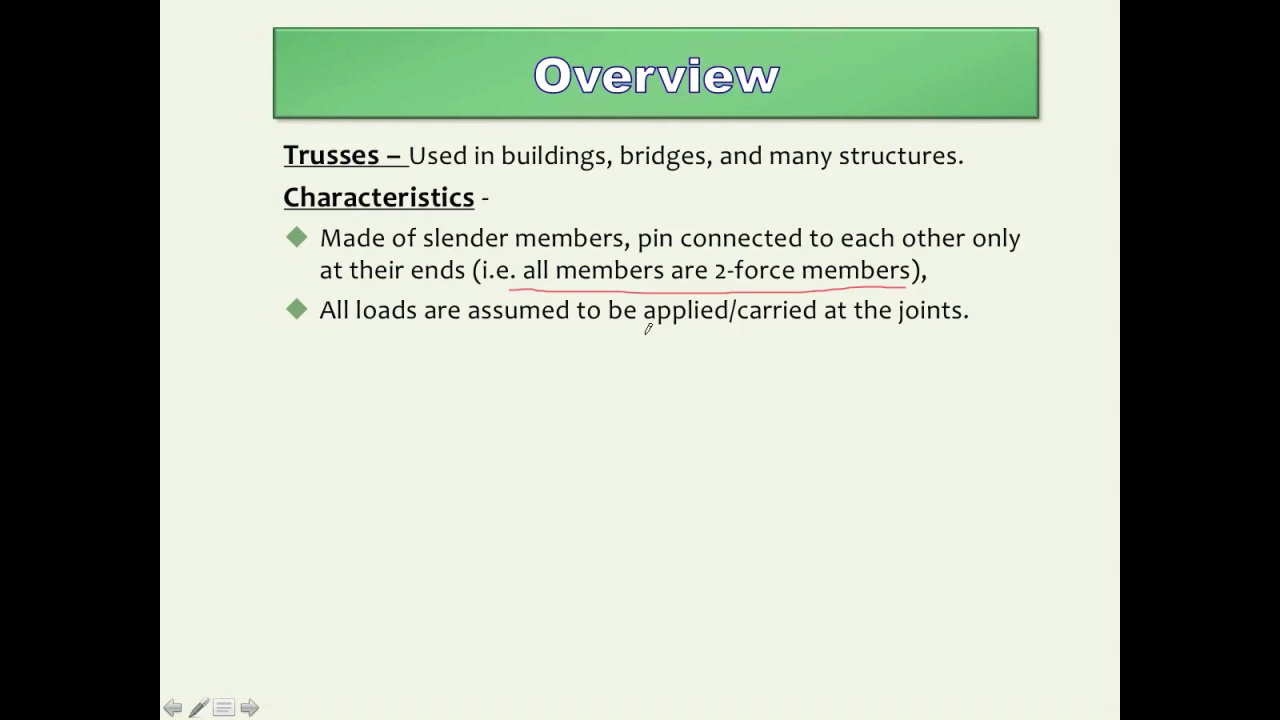 Overview
Trusses – Used in buildings, bridges, and many structures.
Characteristics -
Made of slender members, pin connected to each other only
at their ends (i.e. all members are 2-force members),
All loads are assumed to be applied/carried at the joints.